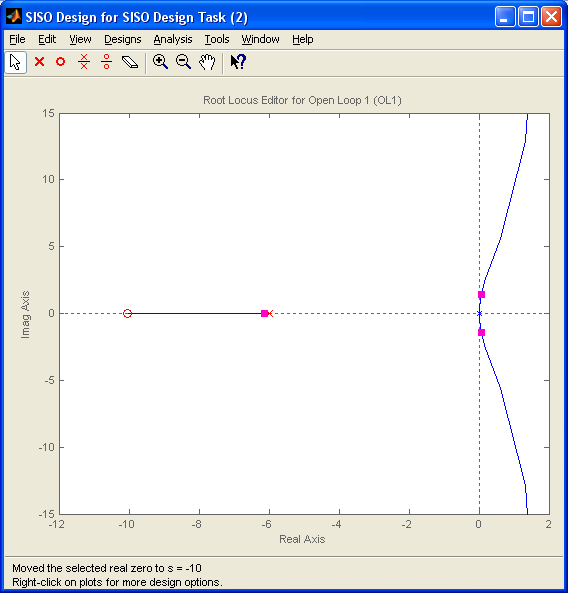 SISO Design for SISO Design Task (2)
File Edit View Designs Analysis Tools Window Help
Root Locus Editor for Open Loop 1 (OL1)
15
10
5
0
-5
-10
-15
Imag Axis
-12 -10 -8 -6 -4 -2 0 2
Real Axis
Moved the selected real zero to s = -10
Right-click on plots for more design options.